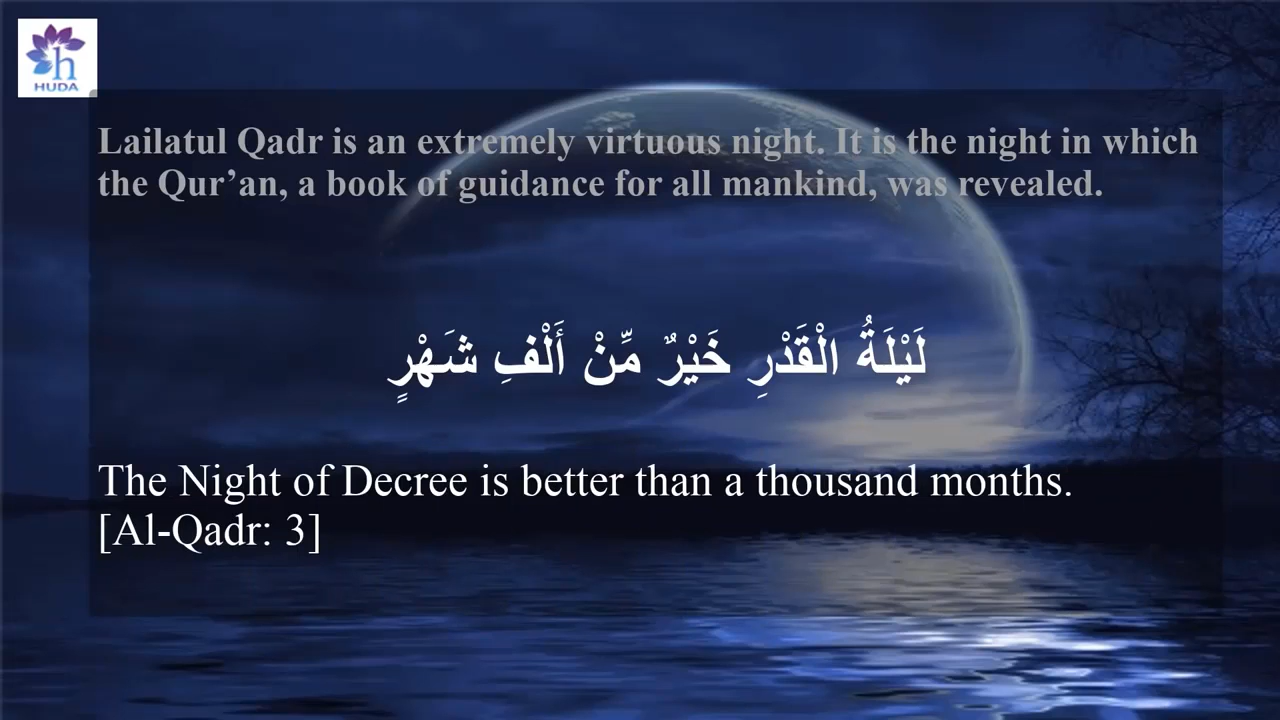 h
HUDA
Lailatul Qadr is an extremely virtuous night. It is the night in which
the Qur’an, a book of guidance for all mankind, was revealed.
لَيْلَةُ الْقَدْرِ خَيْرٌ مِّنْ أَلْفِ شَهْرٍ
The Night of Decree is better than a thousand months.
[Al-Qadr: 3]